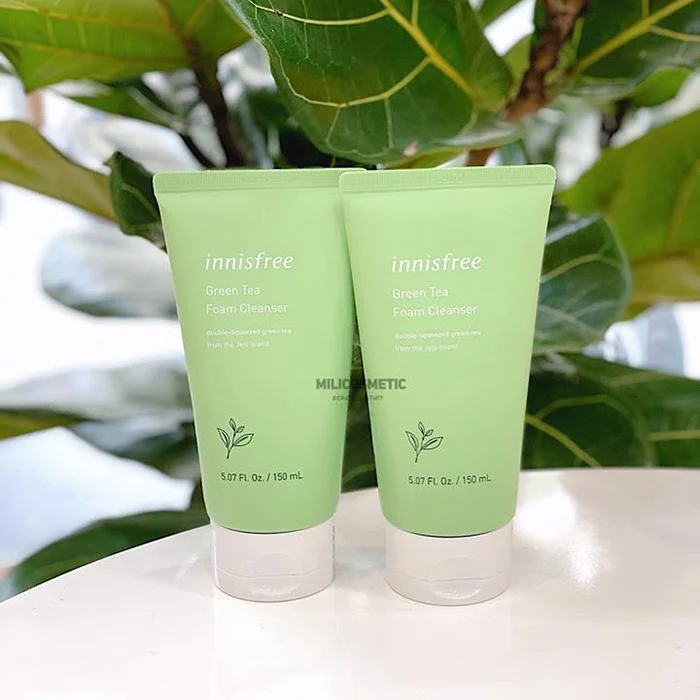 innisfree
Green Tea
Foam Cleanser
double-squeezed green tea
from the Jeju island
5.07 Fl. Oz. / 150 mL
innisfree
Green Tea
Foam Cleanser
double-squeezed green tea
from the Jeju island
5.07 Fl. Oz. / 150 mL
MILICOSMETIC